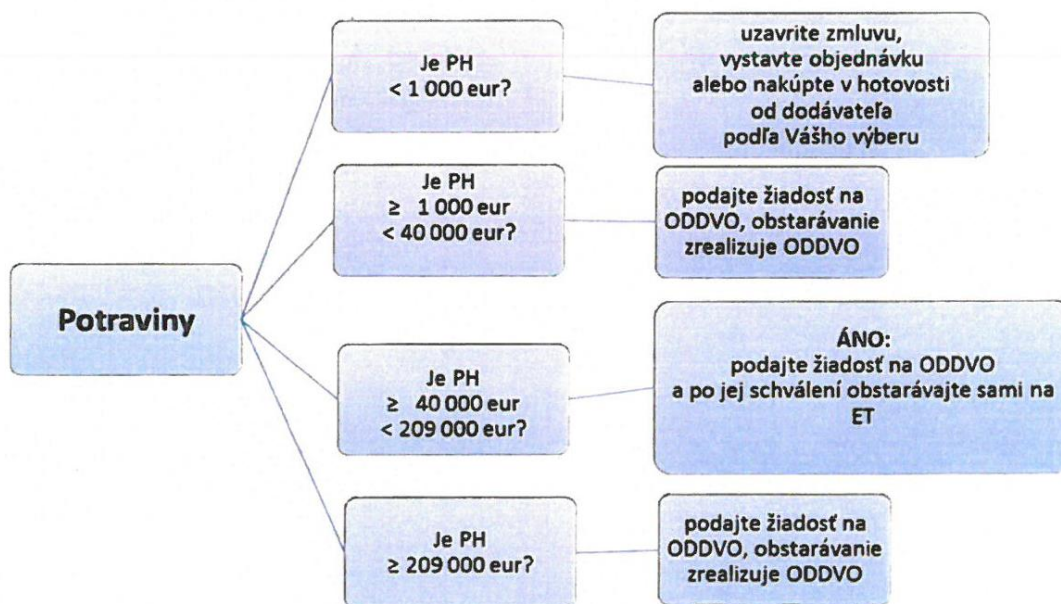 Potraviny
Je PH
< 1 000 eur?
uzavrite zmluvu,
vystavte objednávku
alebo nakúpte v hotovosti
od dodávateľa
podľa Vášho výberu
Je PH
≥ 1 000 eur
< 40 000 eur?
podajte žiadosť na
ODDVO, obstarávanie
zrealizuje ODDVO
Je PH
≥ 40 000 eur
< 209 000 eur?
ÁNO:
podajte žiadosť na ODDVO
a po jej schválení obstarávajte sami na
ET
Je PH
≥ 209 000 eur?
podajte žiadosť na
ODDVO, obstarávanie
zrealizuje ODDVO